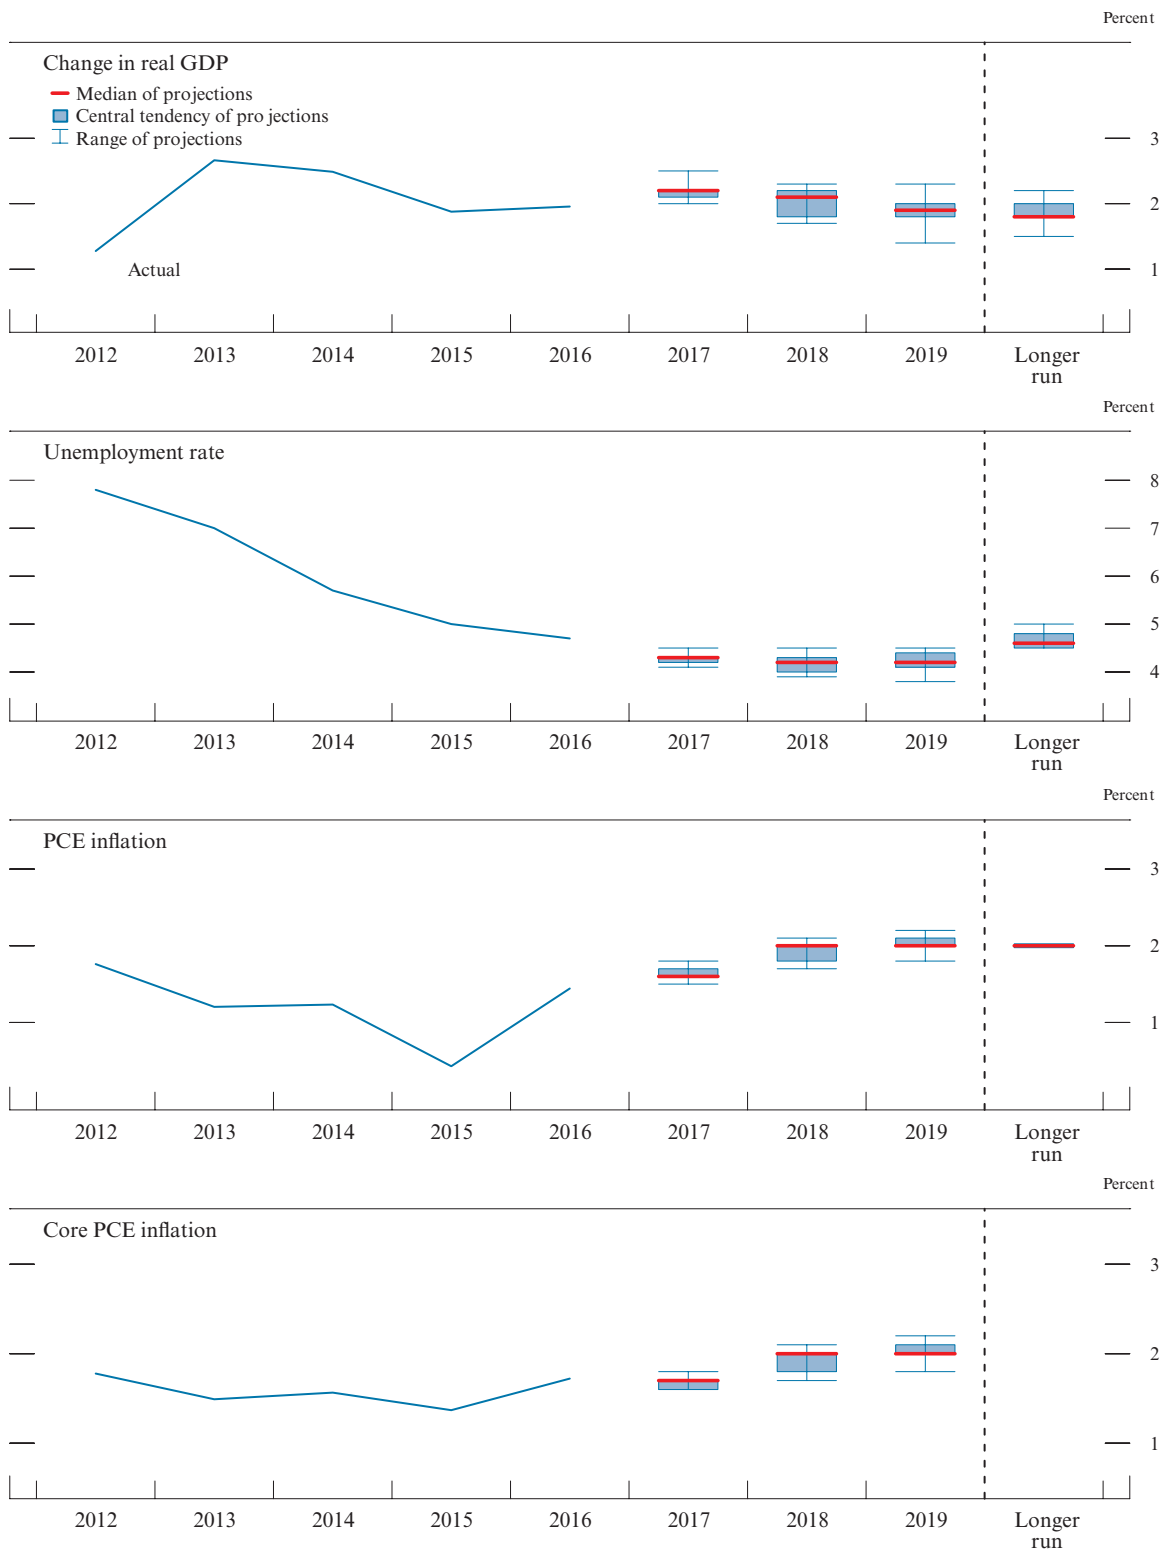 Percent
Change in real GDP
Median of projections
Central tendency of projections
Range of projections
3
2
1
Actual
2012 2013 2014 2015 2016 2017 2018 2019 Longer
run
Percent
Unemployment rate
8
7
6
5
4
2012 2013 2014 2015 2016 2017 2018 2019 Longer
run
Percent
PCE inflation
3
2
1
2012 2013 2014 2015 2016 2017 2018 2019 Longer
run
Percent
Core PCE inflation
3
2
1
2012 2013 2014 2015 2016 2017 2018 2019 Longer
run